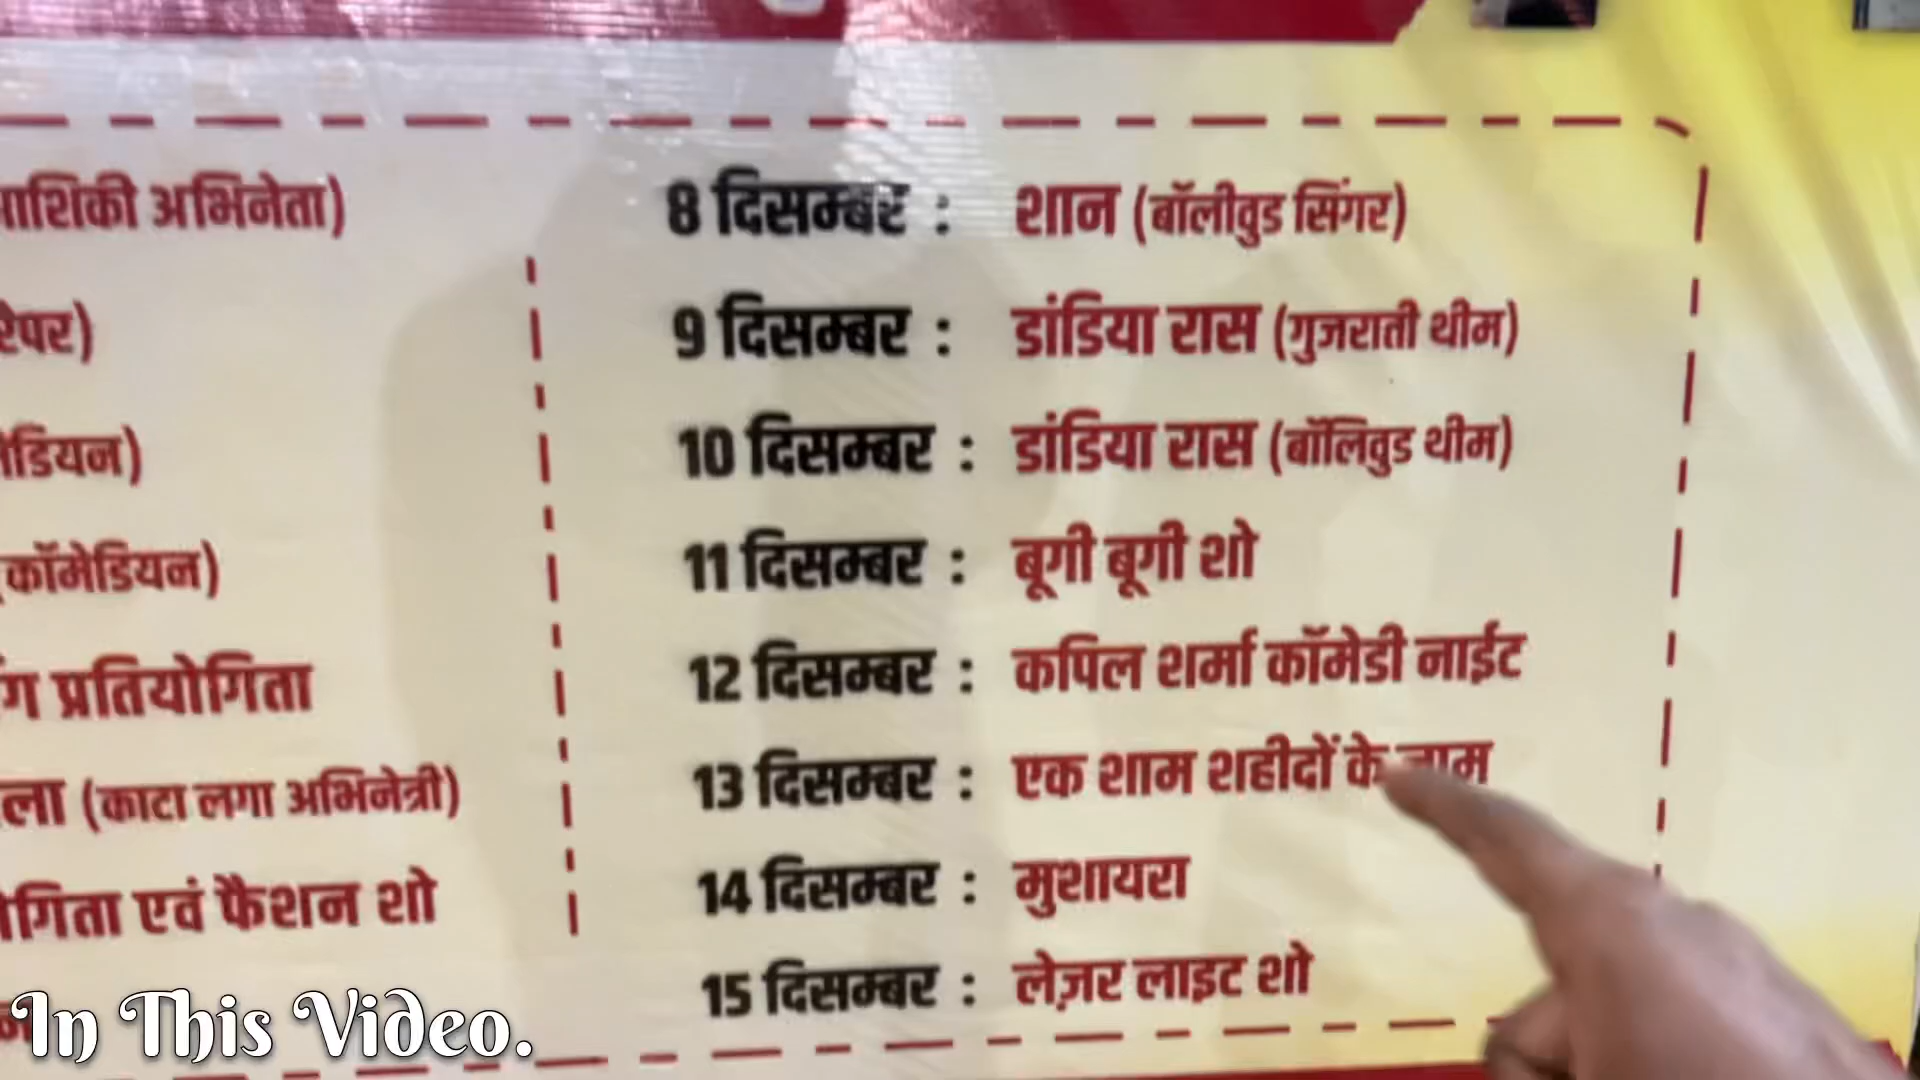 अभिनेता)
कॉमेडियन)
प्रतियोगिता
(काटा लगा अभिनेत्री)
एवं फैशन शो
8 दिसम्बर : शान (बॉलीवुड सिंगर)
9 दिसम्बर : डांडिया रास (गुजराती थीम)
10 दिसम्बर : डांडिया रास (बॉलिवुड थीम)
11 दिसम्बर : बूगी बूगी शो
12 दिसम्बर : कपिल शर्मा कॉमेडी नाईट
13 दिसम्बर : एक शाम शहीदों के नाम
14 दिसम्बर : मुशायरा
15 दिसम्बर : लेज़र लाइट शो
In This Video.